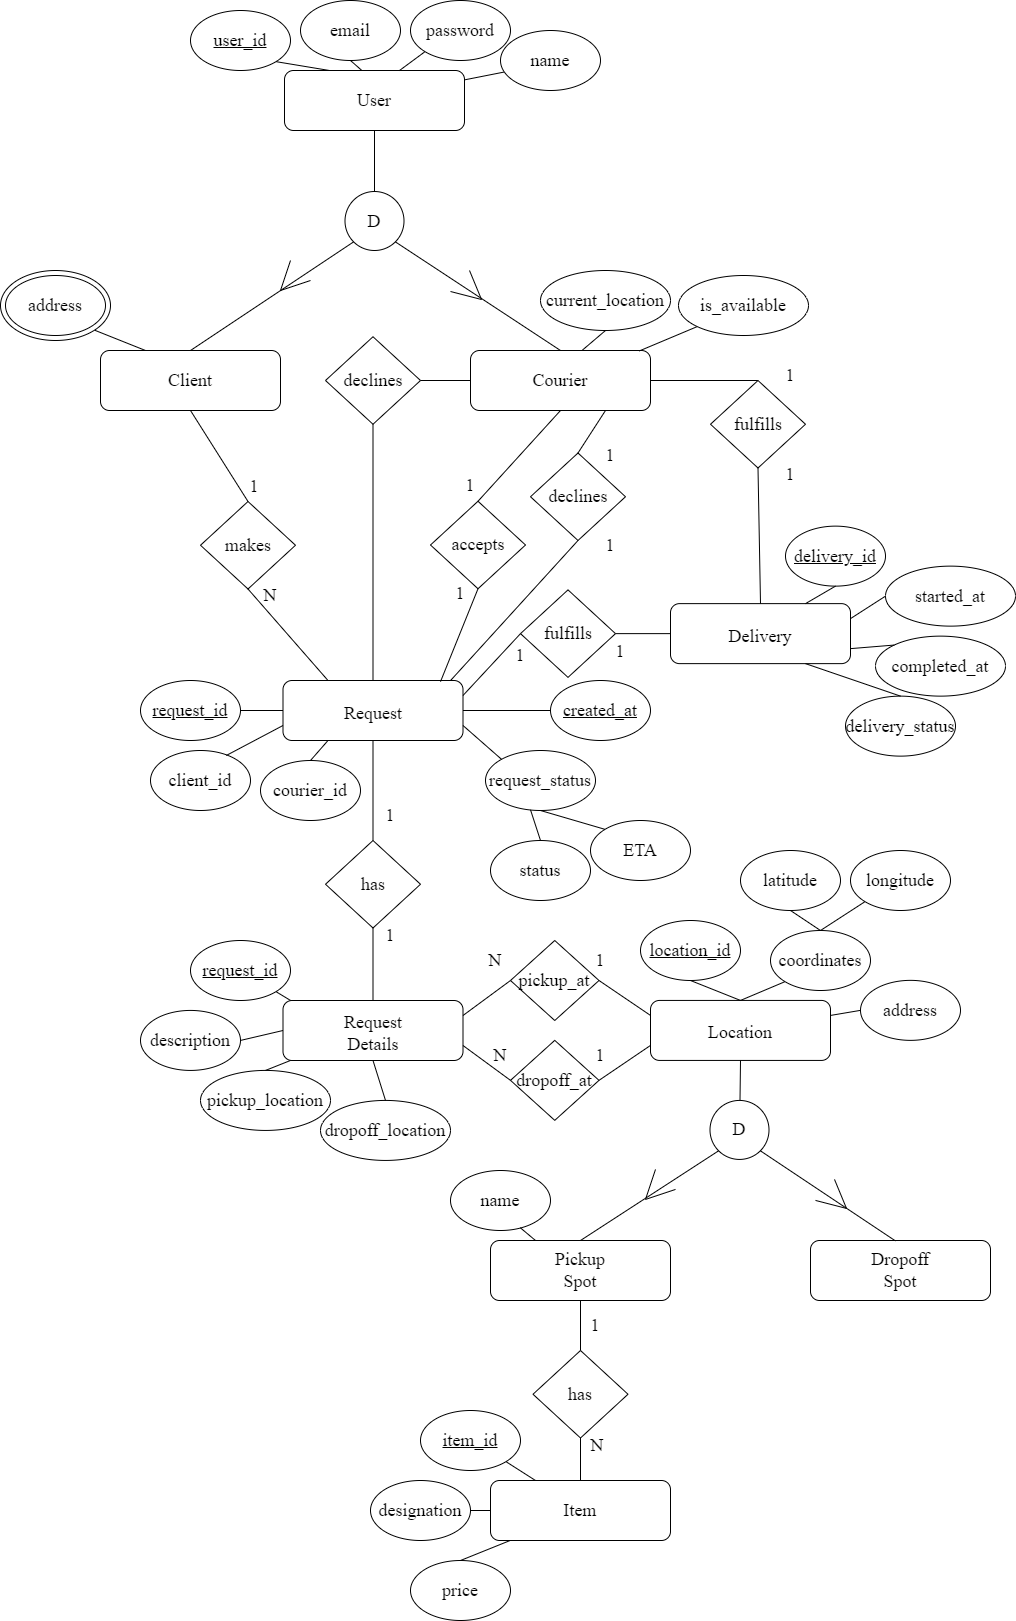 user_id
email
password
name
User
D
address
current_location
is_available
Client
declines
Courier
1
fulfills
1
1
1
1
makes
accepts
declines
1
N
1
delivery_id
started_at
fulfills
1
1
Delivery
completed_at
delivery_status
request_id
Request
created_at
client_id
courier_id
request_status
1
status
ETA
has
1
latitude
longitude
request_id
N
pickup_at
1
location_id
coordinates
description
Request
Details
N
dropoff_at
1
Location
address
pickup_location
dropoff_location
D
name
Pickup
Spot
Dropoff
Spot
1
has
N
item_id
designation
Item
price